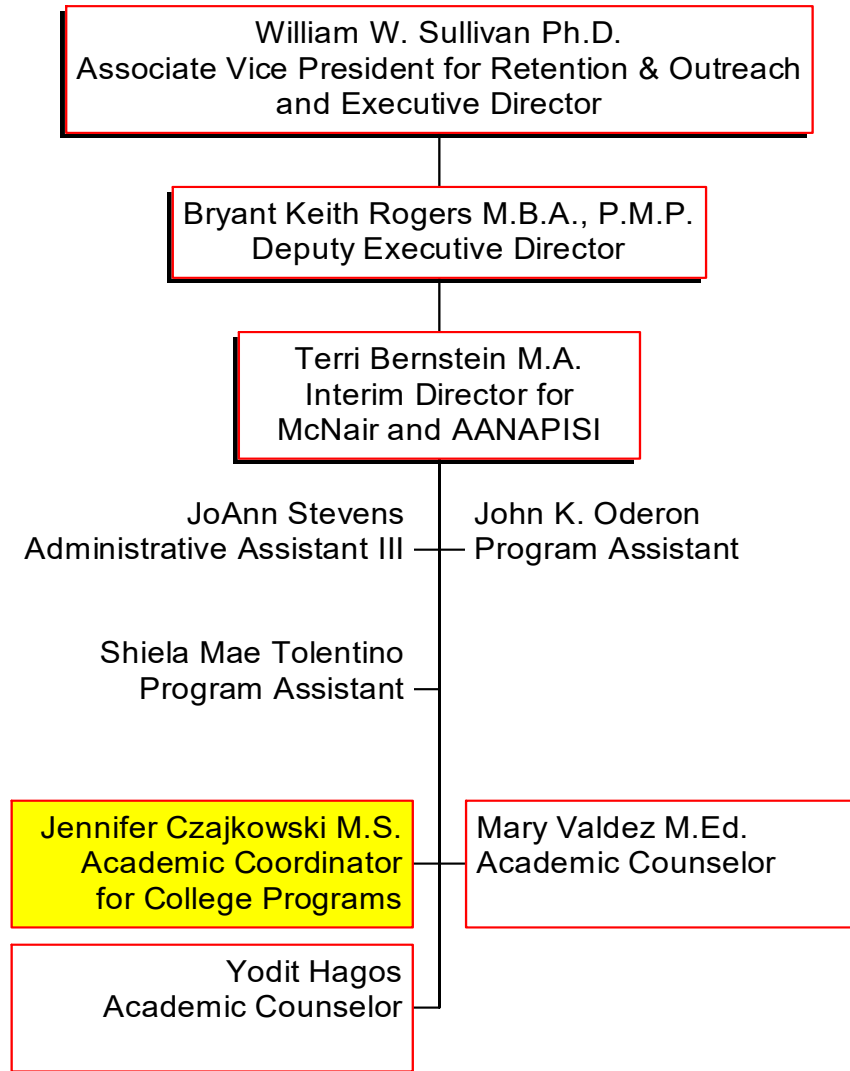 William W. Sullivan Ph.D.
Associate Vice President for Retention & Outreach
and Executive Director
Bryant Keith Rogers M.B.A., P.M.P.
Deputy Executive Director
Terri Bernstein M.A.
Interim Director for
McNair and AANAPISI
JoAnn Stevens
Administrative Assistant III
John K. Oderon
Program Assistant
Shiela Mae Tolentino
Program Assistant
Jennifer Czajkowski M.S.
Academic Coordinator
for College Programs
Mary Valdez M.Ed.
Academic Counselor
Yodit Hagos
Academic Counselor